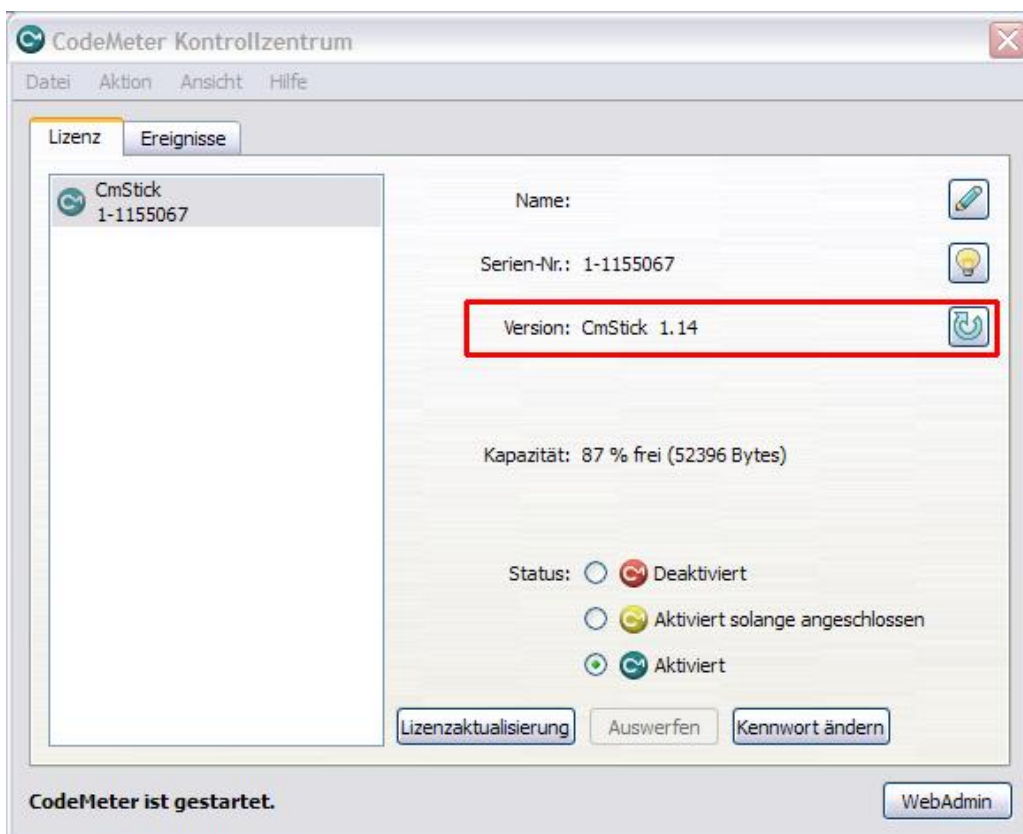 CodeMeter Kontrollzentrum
Datei Aktion Ansicht Hilfe
Lizenz Ereignisse
CmStick
1-1155067
Name:
Serien-Nr.: 1-1155067
Version: CmStick 1.14
Kapazität: 87 % frei (52396 Bytes)
Status: Deaktiviert
Aktiviert solange angeschlossen
Aktiviert
Lizenzaktualisierung Auswerfen Kennwort ändern
CodeMeter ist gestartet. WebAdmin